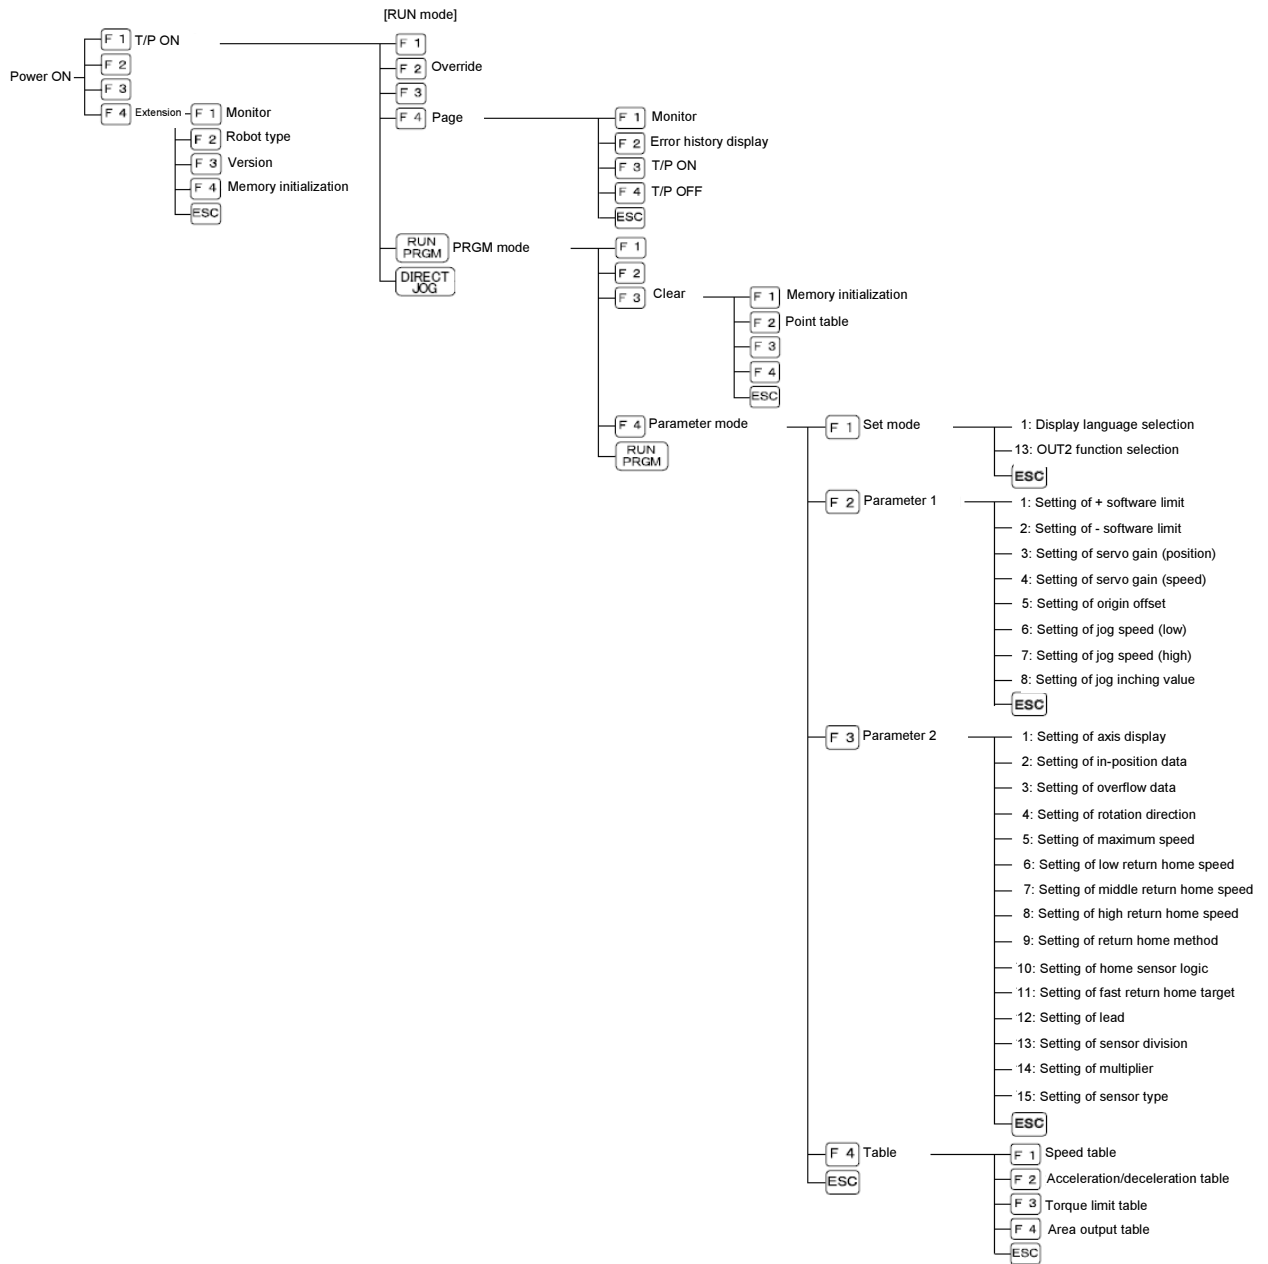 [RUN mode]
Power ON
F 1 T/P ON
F 2
F 3
F 4 Extension
F 1 Monitor
F 2 Robot type
F 3 Version
F 4 Memory initialization
ESC
F 1
F 2 Override
F 3
F 4 Page
F 1 Monitor
F 2 Error history display
F 3 T/P ON
F 4 T/P OFF
ESC
RUN
PRGM
PRGM mode
DIRECT
JOG
F 1
F 2
F 3 Clear
F 1 Memory initialization
F 2 Point table
F 3
F 4
ESC
F 4 Parameter mode
RUN
PRGM
F 1 Set mode
1: Display language selection
13: OUT2 function selection
ESC
F 2 Parameter 1
1: Setting of + software limit
2: Setting of - software limit
3: Setting of servo gain (position)
4: Setting of servo gain (speed)
5: Setting of origin offset
6: Setting of jog speed (low)
7: Setting of jog speed (high)
8: Setting of jog inching value
ESC
F 3 Parameter 2
1: Setting of axis display
2: Setting of in-position data
3: Setting of overflow data
4: Setting of rotation direction
5: Setting of maximum speed
6: Setting of low return home speed
7: Setting of middle return home speed
8: Setting of high return home speed
9: Setting of return home method
10: Setting of home sensor logic
11: Setting of fast return home target
12: Setting of lead
13: Setting of sensor division
14: Setting of multiplier
15: Setting of sensor type
ESC
F 4 Table
ESC
F 1 Speed table
F 2 Acceleration/deceleration table
F 3 Torque limit table
F 4 Area output table
ESC